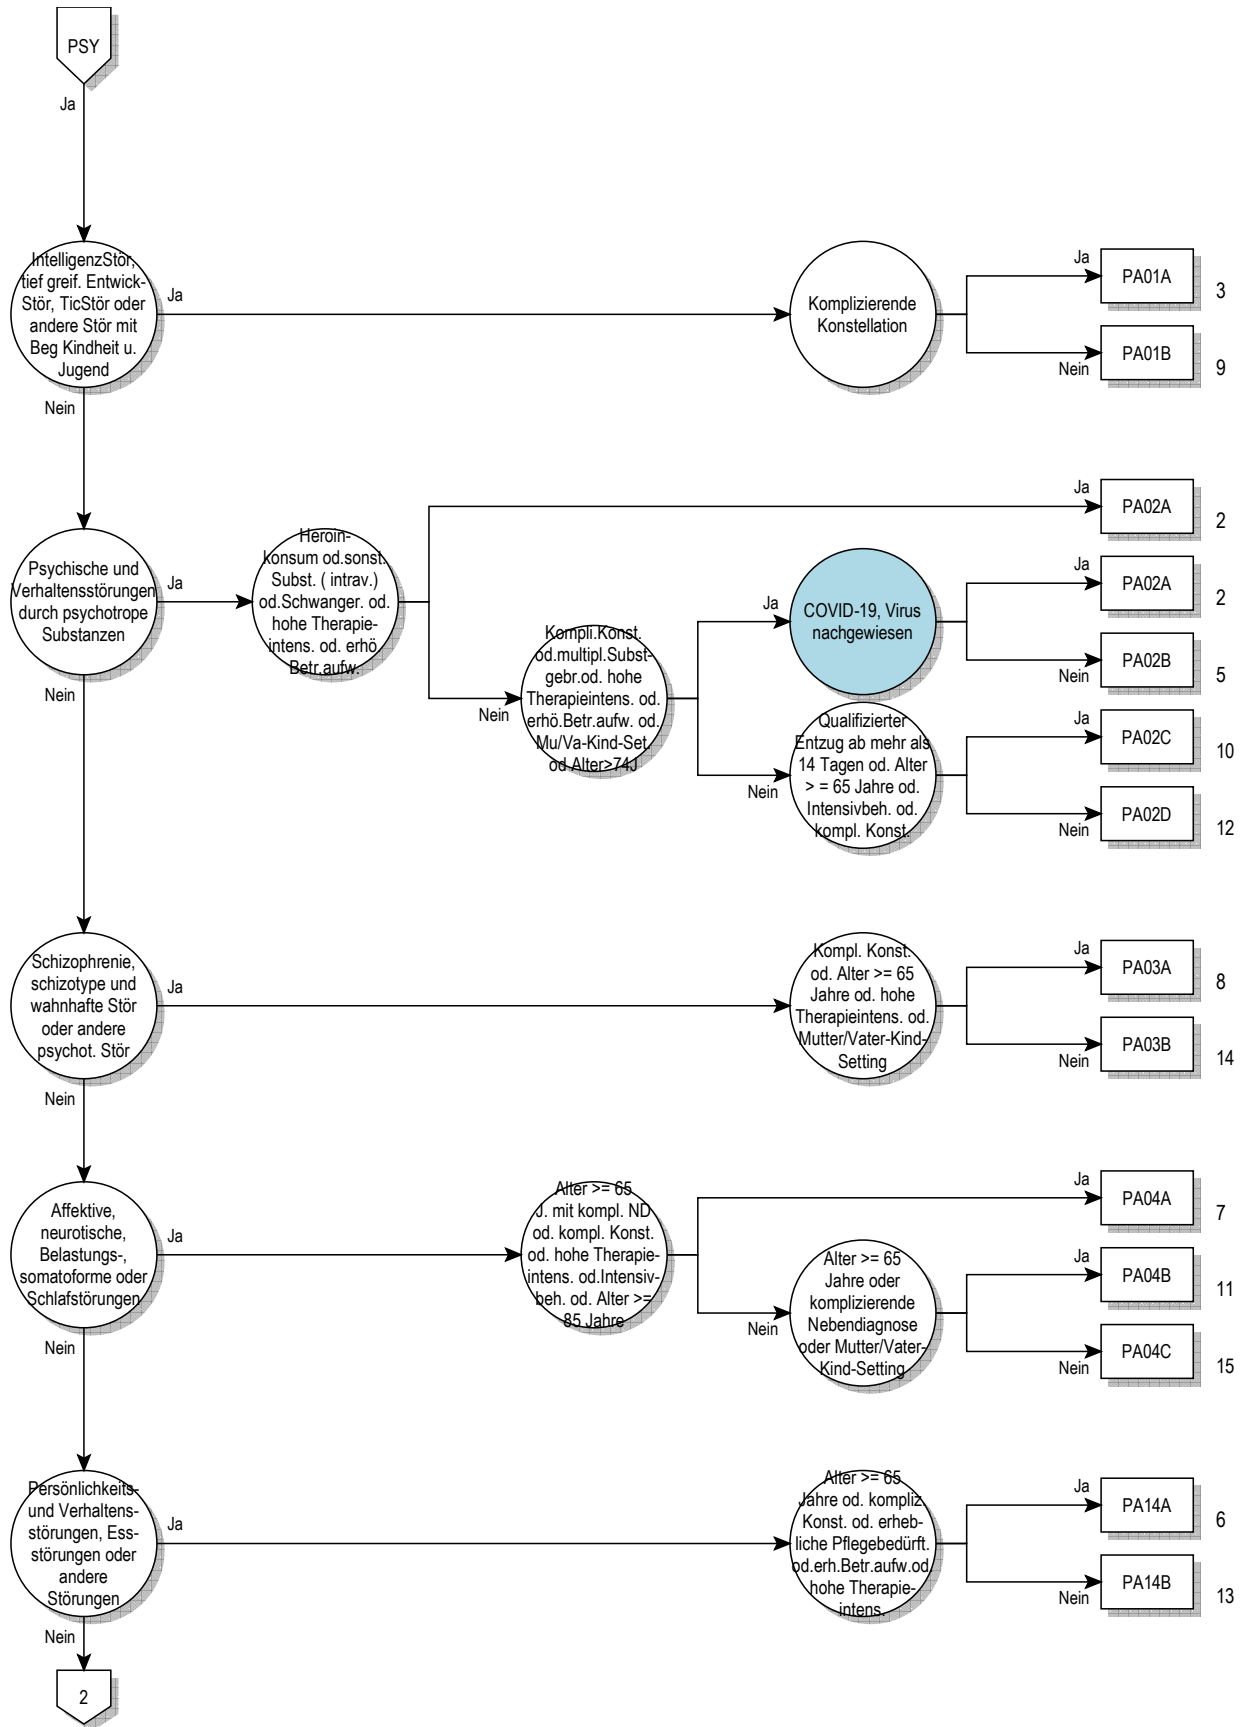 PSY
Ja
IntelligenzStör,
tief greif. Entwick-
Stör, TicStör oder
andere Stör mit
Beg Kindheit u.
Jugend
Ja
Komplizierende
Konstellation
Ja
PA01A
3
Nein
PA01B
9
Nein
Psychische und
Verhaltensstörungen
durch psychotrope
Substanzen
Ja
Heroin-
konsum od.sonst.
Subst. ( intrav.)
od.Schwanger. od.
hohe Therapie-
intens. od. erhö.
Betr.aufw.
Ja
PA02A
2
Nein
Kompli.Konst.
od.multipl.Subst-
gebr.od. hohe
Therapieintens. od.
erhö.Betr.aufw. od.
Mu/Va-Kind-Set.
od Alter>74J
Ja
COVID-19, Virus
nachgewiesen
Ja
PA02A
2
Nein
PA02B
5
Nein
Qualifizierter
Entzug ab mehr als
14 Tagen od. Alter
> = 65 Jahre od.
Intensivbeh. od.
kompl. Konst.
Ja
PA02C
10
Nein
PA02D
12
Nein
Schizophrenie,
schizotype und
wahnhafte Stör
oder andere
psychot. Stör
Ja
Kompl. Konst.
od. Alter >= 65
Jahre od. hohe
Therapieintens. od.
Mutter/Vater-Kind-
Setting
Ja
PA03A
8
Nein
PA03B
14
Nein
Affektive,
neurotische,
Belastungs-,
somatoforme oder
Schlafstörungen
Ja
Alter >= 65
J. mit kompl. ND
od. kompl. Konst.
od. hohe Therapie-
intens. od.Intensiv-
beh. od. Alter >=
85 Jahre
Ja
PA04A
7
Nein
Alter >= 65
Jahre oder
komplizierende
Nebendiagnose
oder Mutter/Vater-
Kind-Setting
Ja
PA04B
11
Nein
PA04C
15
Nein
Persönlichkeits-
und Verhaltens-
störungen, Ess-
störungen oder
andere
Störungen
Ja
Alter >= 65
Jahre od. kompliz.
Konst. od. erheb-
liche Pflegebedürft.
od.erh.Betr.aufw.od.
hohe Therapie-
intens.
Ja
PA14A
6
Nein
PA14B
13
Nein
2